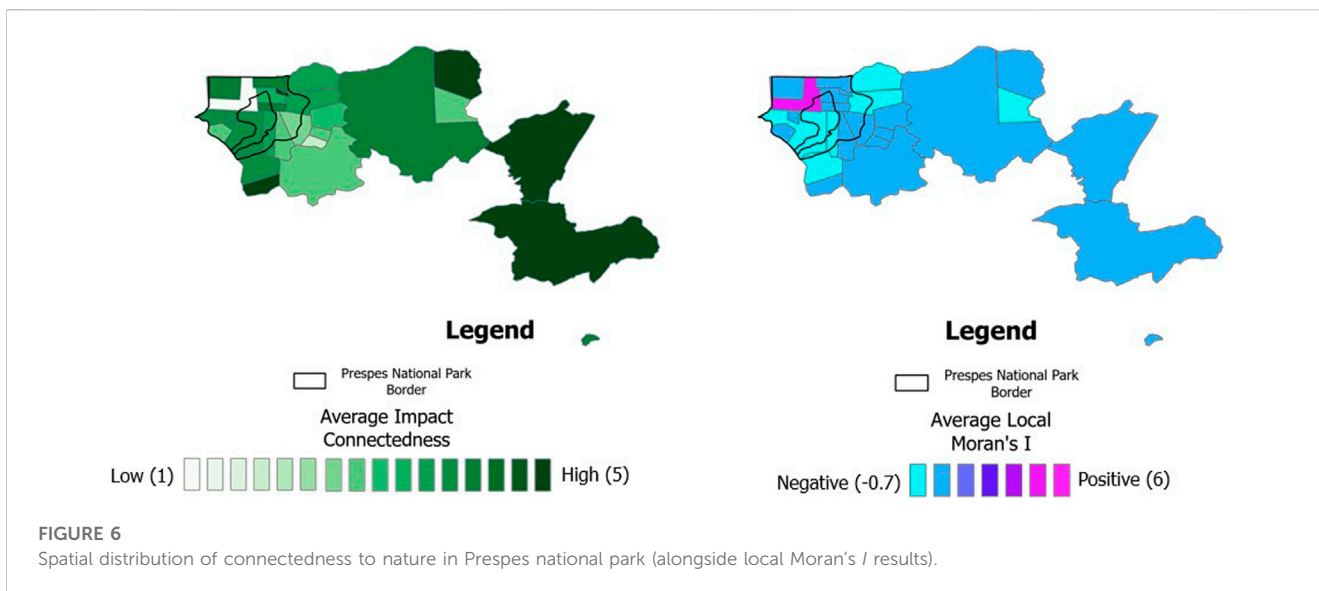 Legend
Prespes National Park
Border
Average Impact
Connectedness
Low (1)
High (5)
Legend
Prespes National Park
Border
Average Local
Moran's I
Negative (-0.7)
Positive (6)
FIGURE 6
Spatial distribution of connectedness to nature in Prespes national park (alongside local Moran's I results).